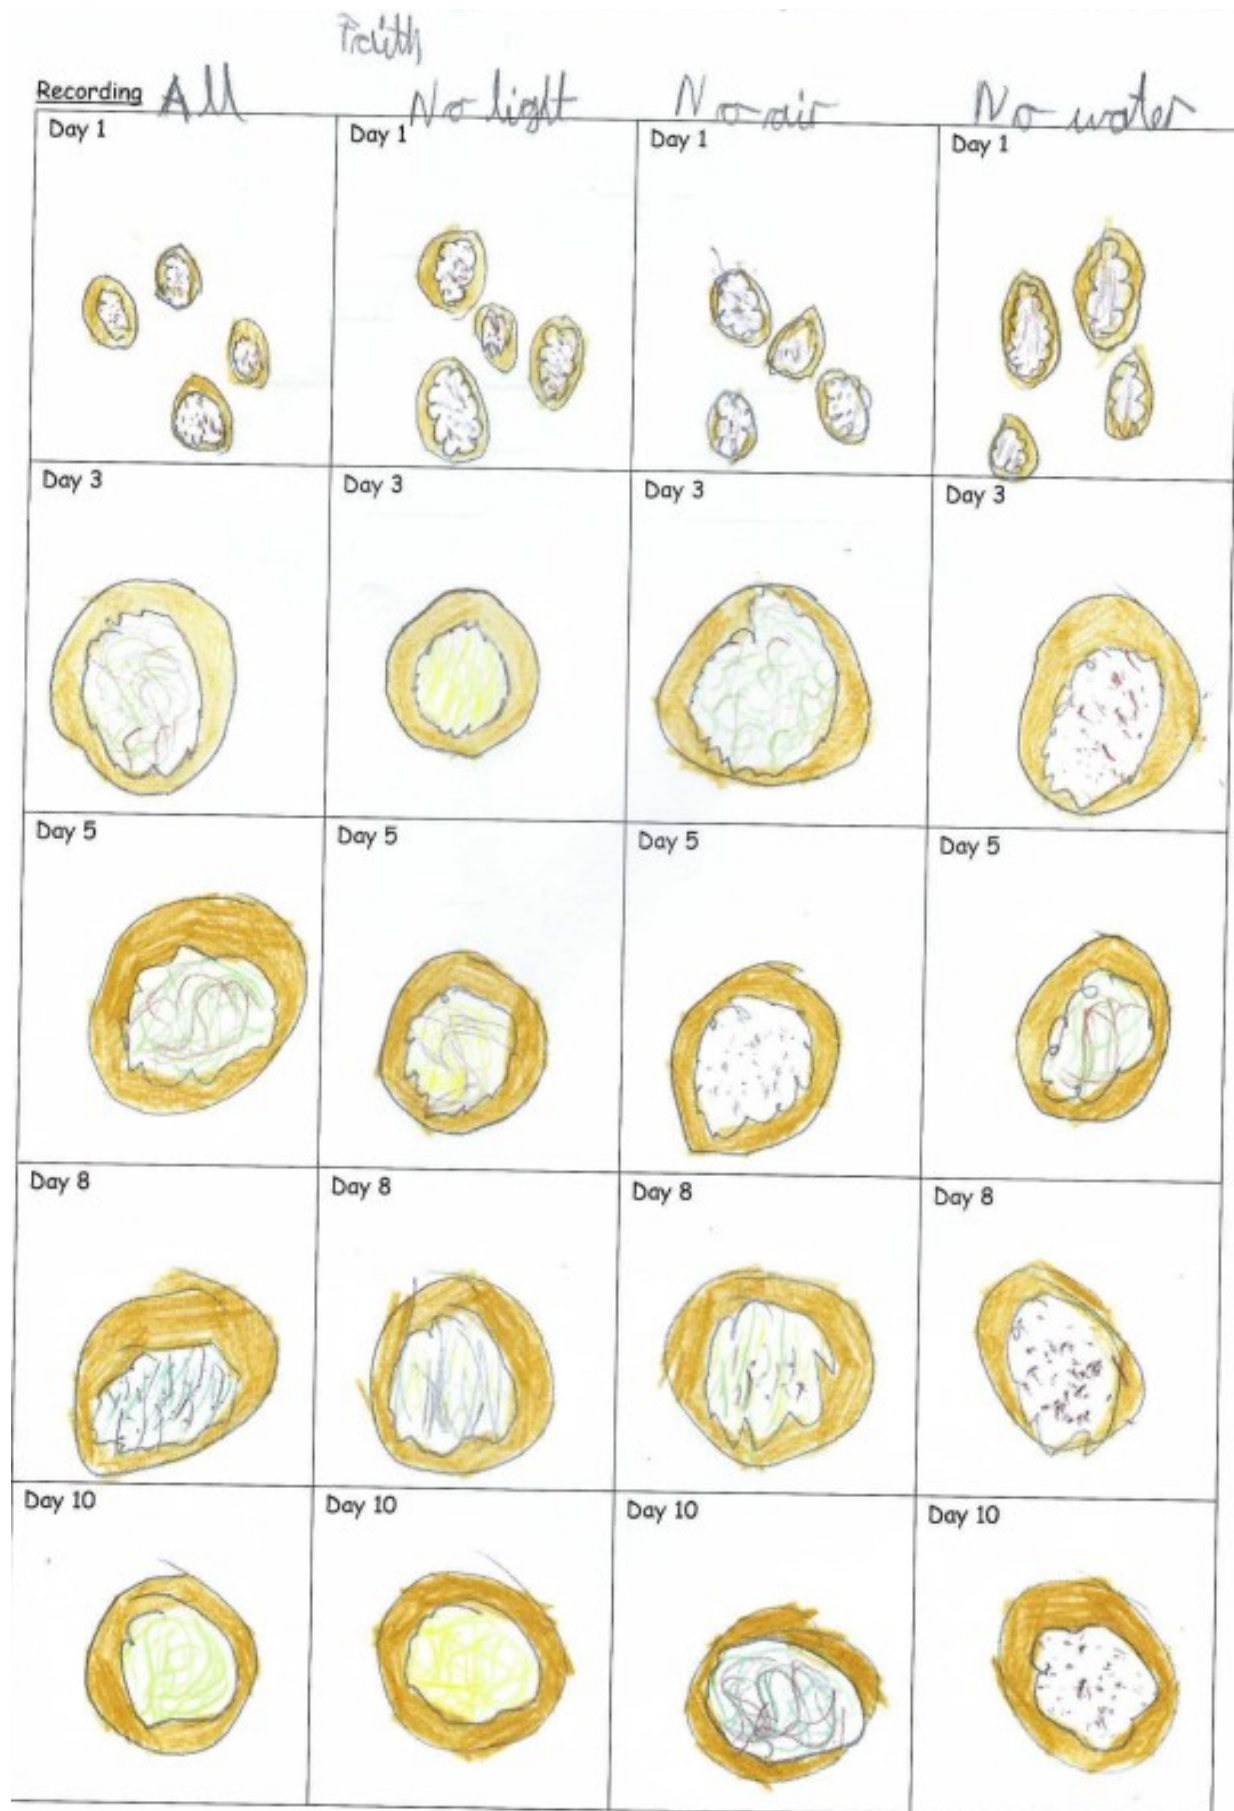 Faith
Recording All No light No air No water
Day 1 Day 1 Day 1 Day 1
Day 3 Day 3 Day 3 Day 3
Day 5 Day 5 Day 5 Day 5
Day 8 Day 8 Day 8 Day 8
Day 10 Day 10 Day 10 Day 10